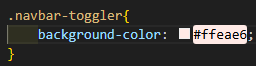 .navbar-toggler{
background-color: #ffeae6;
}